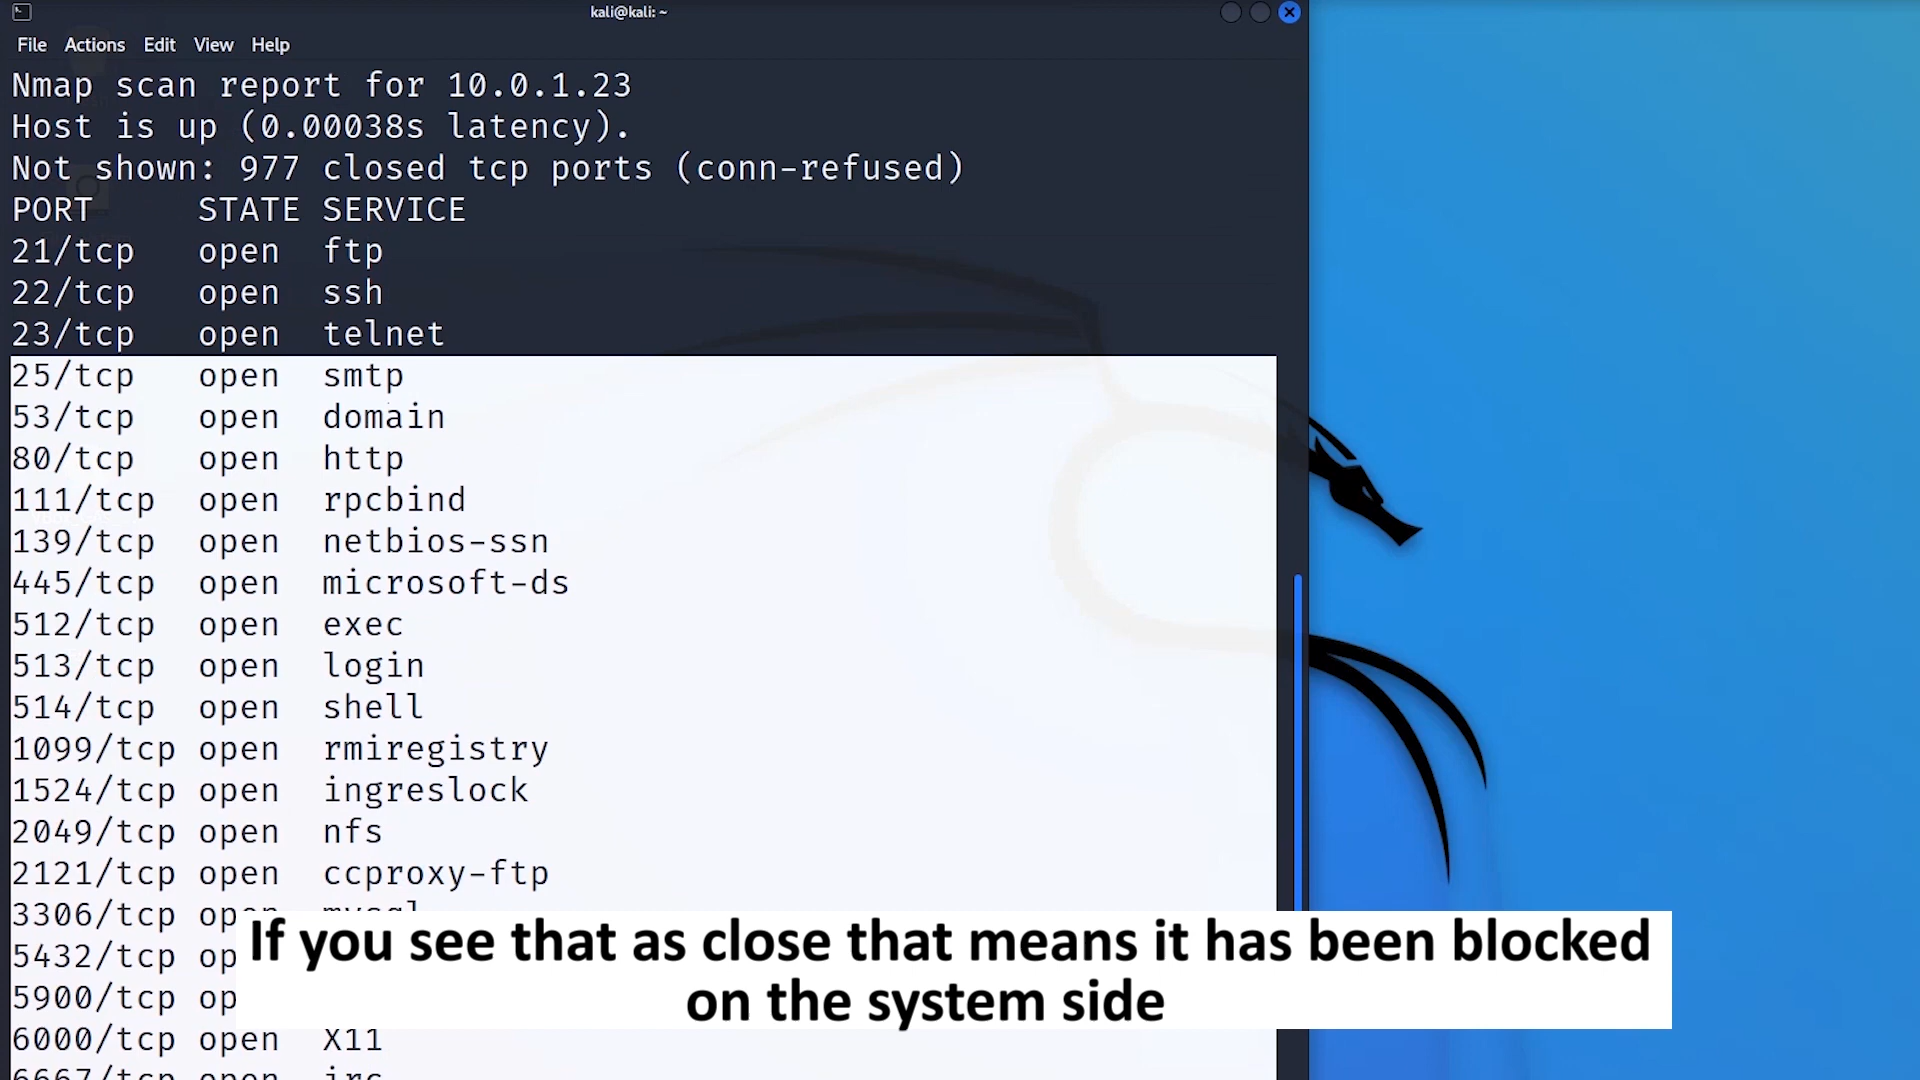 kali@kali: ~
File Actions Edit View Help
Nmap scan report for 10.0.1.23
Host is up (0.00038s latency).
Not shown: 977 closed tcp ports (conn-refused)
PORT STATE SERVICE
21/tcp open ftp
22/tcp open ssh
23/tcp open telnet
25/tcp open smtp
53/tcp open domain
80/tcp open http
111/tcp open rpcbind
139/tcp open netbios-ssn
445/tcp open microsoft-ds
512/tcp open exec
513/tcp open login
514/tcp open shell
1099/tcp open rmiregistry
1524/tcp open ingreslock
2049/tcp open nfs
2121/tcp open ccproxy-ftp
3306/tcp op mysql
5432/tcp op
5900/tcp op
6000/tcp open X11
6667/tcp open irc
If you see that as close that means it has been blocked
on the system side